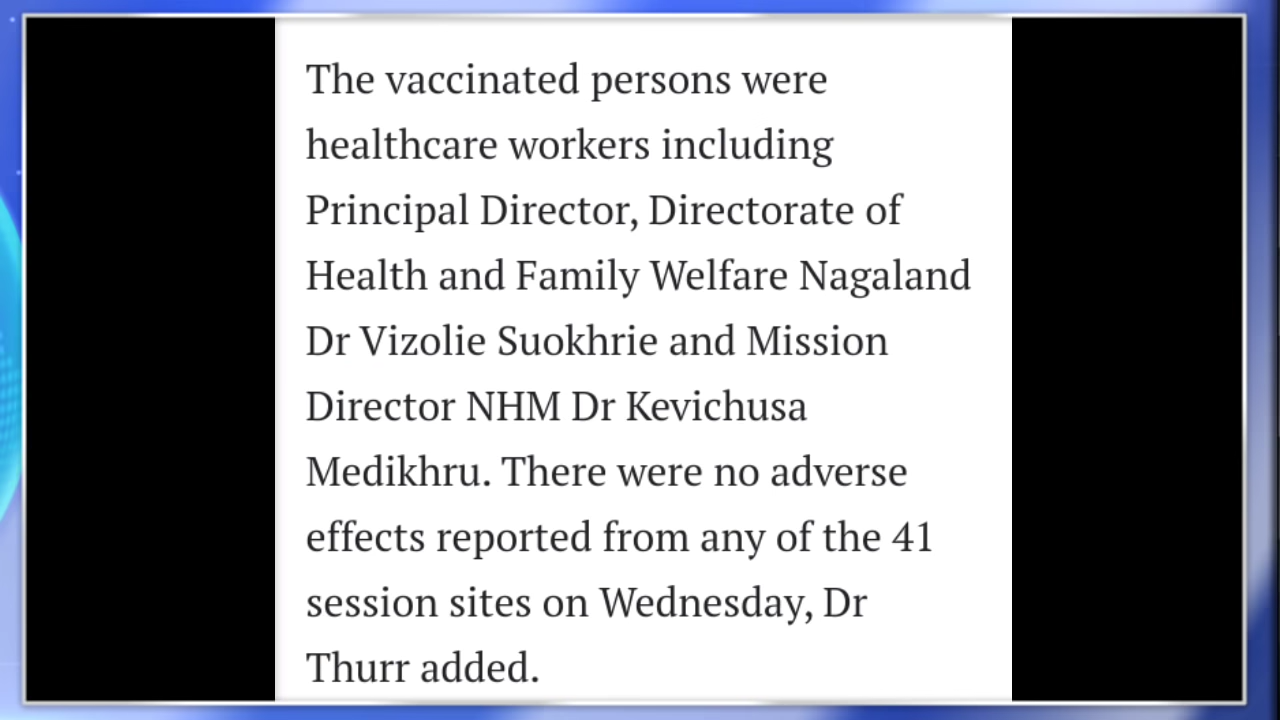 The vaccinated persons were
healthcare workers including
Principal Director, Directorate of
Health and Family Welfare Nagaland
Dr Vizolie Suokhrie and Mission
Director NHM Dr Kevichusa
Medikhru. There were no adverse
effects reported from any of the 41
session sites on Wednesday, Dr
Thurr added.